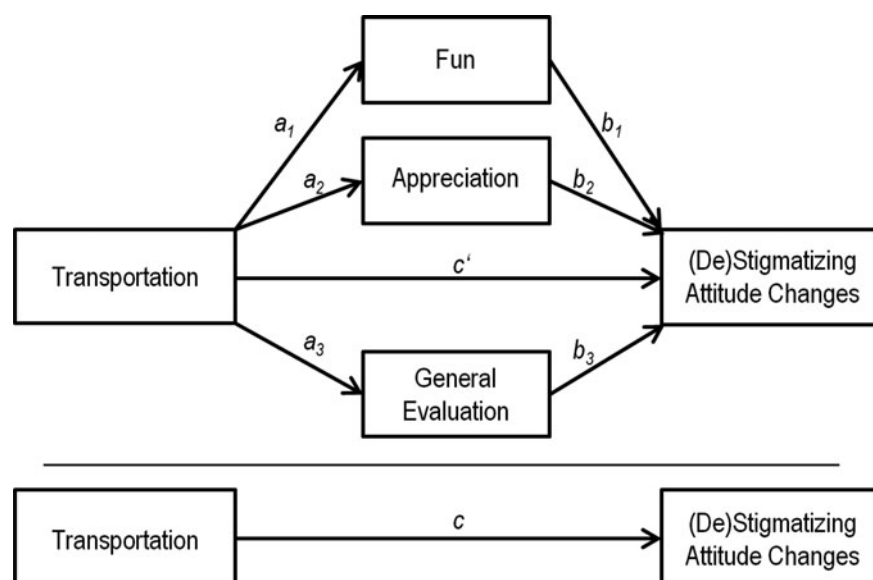 Fun
a₁
b₁
Appreciation
a₂
b₂
Transportation
c‘
(De)Stigmatizing
Attitude Changes
a₃
b₃
General
Evaluation
Transportation
c
(De)Stigmatizing
Attitude Changes